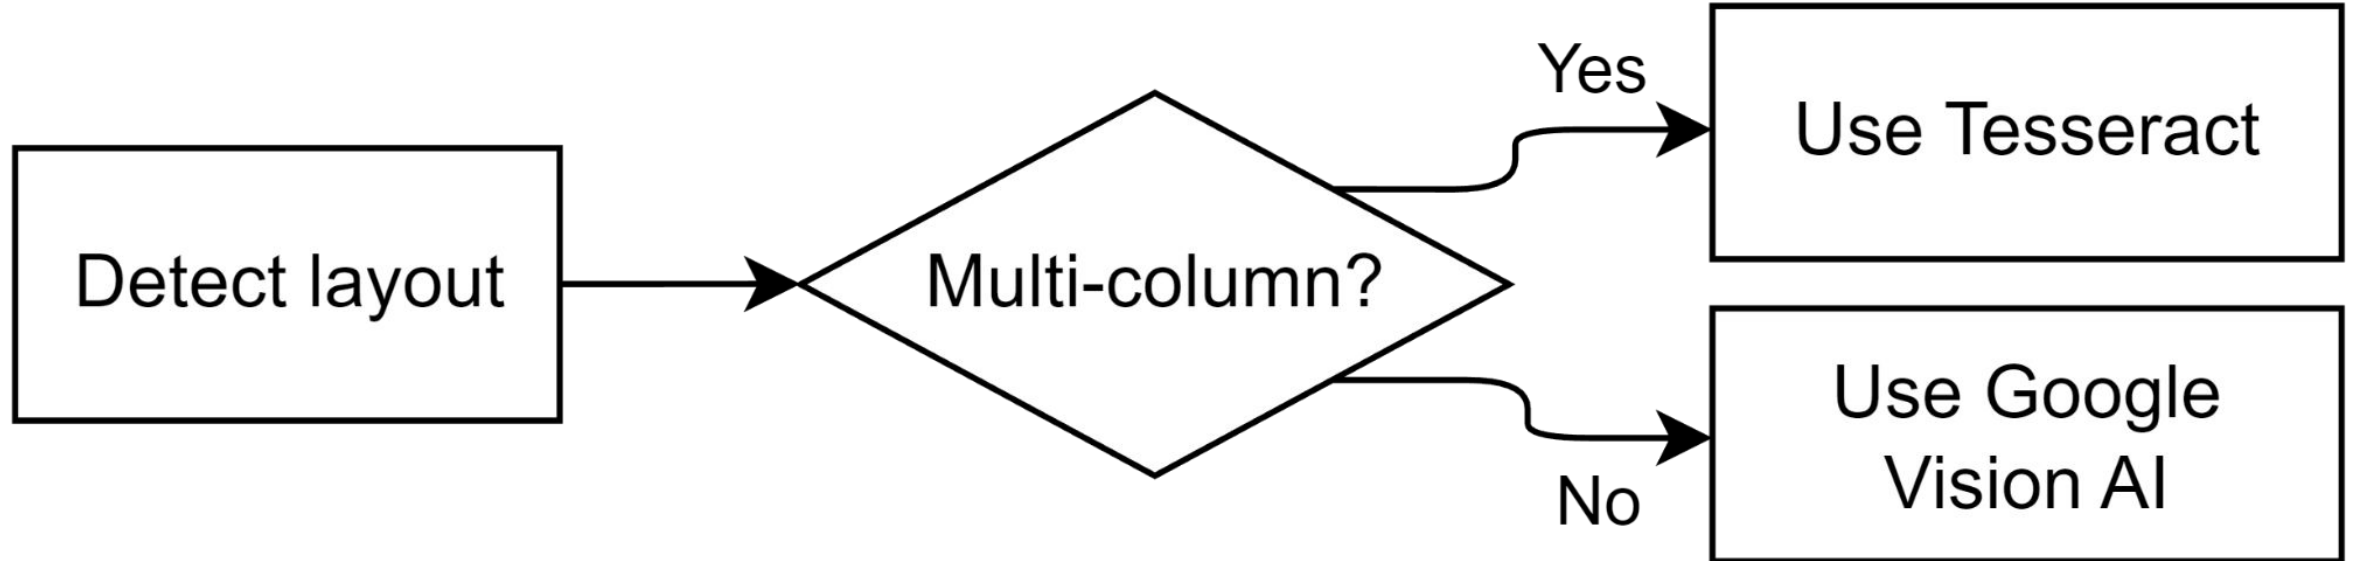 Detect layout
Multi-column?
Yes
Use Tesseract
No
Use Google
Vision AI